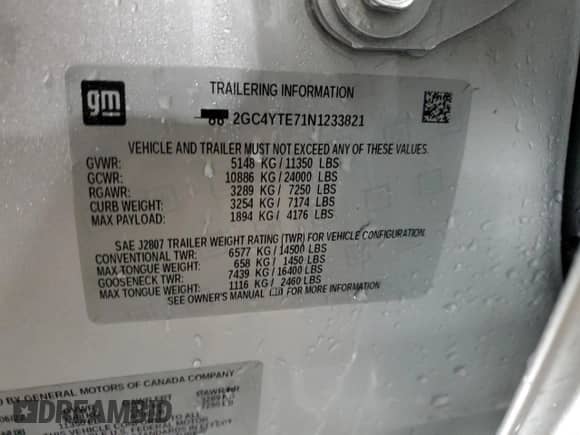 gm
TRAILERING INFORMATION
2GC4YTE71N1233821
VEHICLE AND TRAILER MUST NOT EXCEED ANY OF THESE VALUES.
GVWR: 5148 KG / 11350 LBS
GCWR: 10886 KG / 24000 LBS
RGAWR: 3289 KG / 7250 LBS
CURB WEIGHT: 3254 KG / 7174 LBS
MAX PAYLOAD: 1894 KG / 4176 LBS
SAE J2807 TRAILER WEIGHT RATING (TWR) FOR VEHICLE CONFIGURATION.
CONVENTIONAL TWR: 6577 KG / 14500 LBS
MAX TONGUE WEIGHT: 658 KG / 1450 LBS
GOOSENECK TWR: 7439 KG / 16400 LBS
MAX TONGUE WEIGHT: 1116 KG / 2460 LBS
SEE OWNER'S MANUAL FOR MORE INFORMATION
D BY GENERAL MOTORS OF CANADA COMPANY
DREAMBID.COM